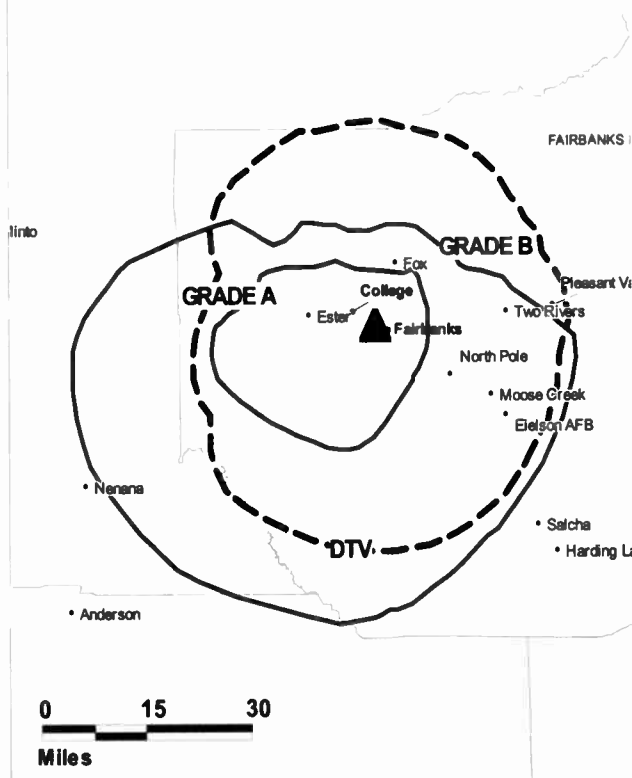 FAIRBANKS
Minto
GRADE B
Fox
Pleasant Va
GRADE A
College
Ester
Two Rivers
Fairbanks
North Pole
Moose Creek
Eielson AFB
Nenana
Salcha
DTV
Harding La
Anderson
0 15 30
Miles